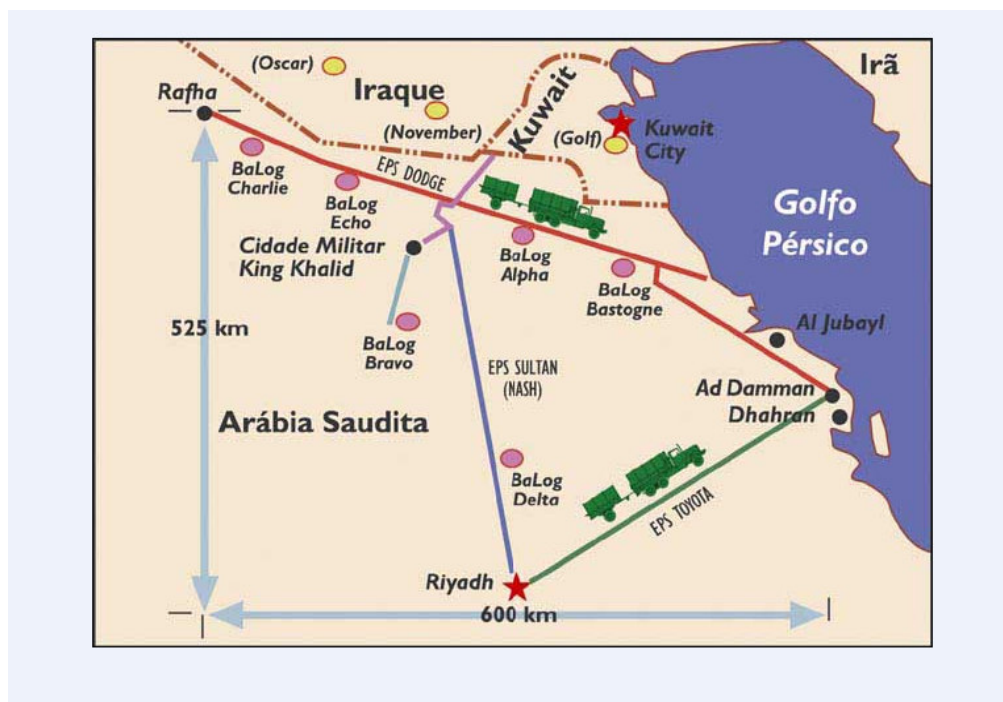 (Oscar)
Iraque
Irã
Rafha
(November)
Kuwait
(Golf)
Kuwait
City
BaLog
Charlie
EPS DODGE
BaLog
Echo
Golfo
Pérsico
Cidade Militar
King Khalid
BaLog
Alpha
BaLog
Bastogne
525 km
BaLog
Bravo
Al Jubayl
EPS SULTAN
(NASH)
Ad Damman
Dhahran
Arábia Saudita
BaLog
Delta
EPS TOYOTA
Riyadh
600 km